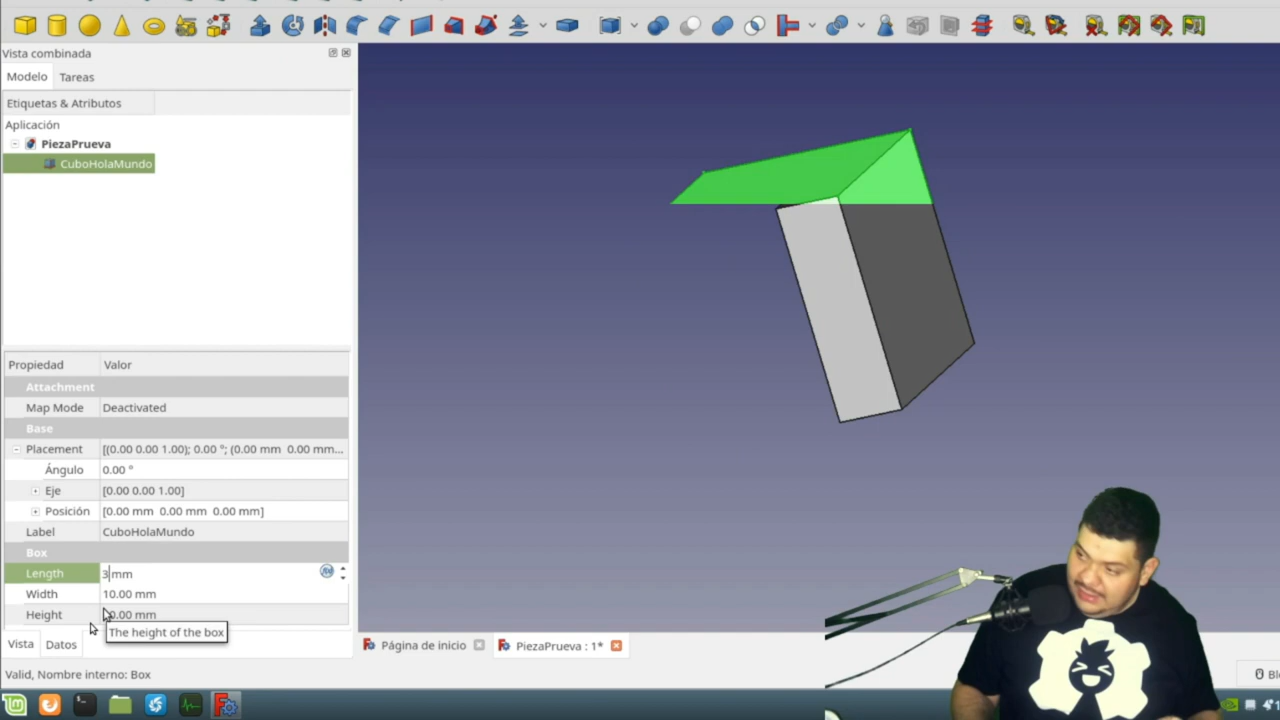 Vista combinada
Modelo Tareas
Etiquetas & Atributos
Aplicación
PiezaPrueva
CuboHolaMundo
Propiedad Valor
Attachment
Map Mode Deactivated
Base
Placement [(0.00 0.00 1.00); 0.00 °; (0.00 mm 0.00 mm...
Ángulo 0.00 °
Eje [0.00 0.00 1.00]
Posición [0.00 mm 0.00 mm 0.00 mm]
Label CuboHolaMundo
Box
Length 3 mm
Width 10.00 mm
Height 0.00 mm
The height of the box
Vista Datos
Página de inicio PiezaPrueva : 1*
Valid, Nombre interno: Box